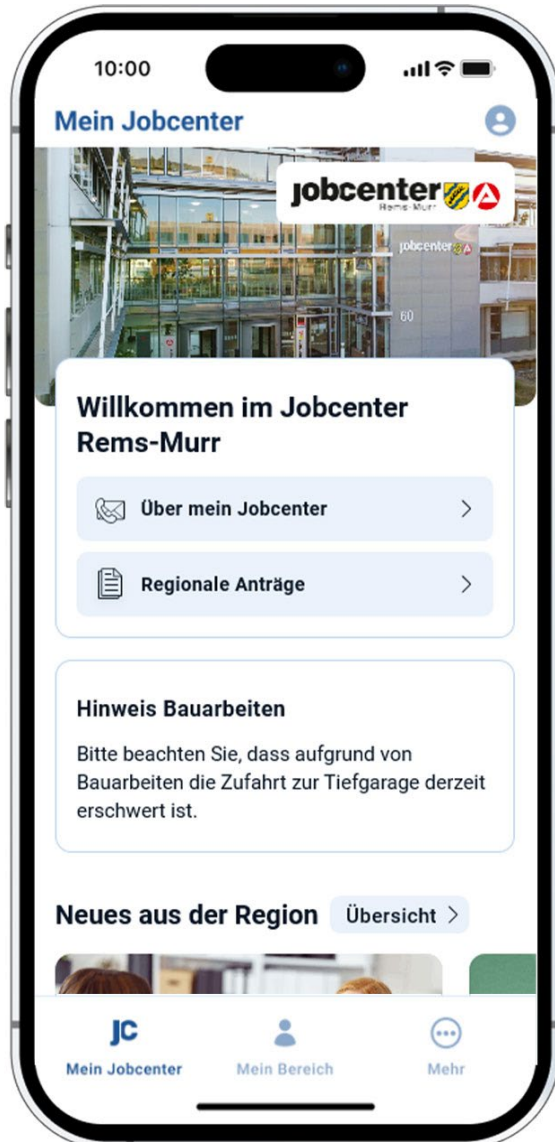 10:00
Mein Jobcenter
jobcenter
Rems-Murr
jobcenter
60
Willkommen im Jobcenter
Rems-Murr
Über mein Jobcenter
Regionale Anträge
Hinweis Bauarbeiten
Bitte beachten Sie, dass aufgrund von
Bauarbeiten die Zufahrt zur Tiefgarage derzeit
erschwert ist.
Neues aus der Region Übersicht
JC
Mein Jobcenter Mein Bereich Mehr